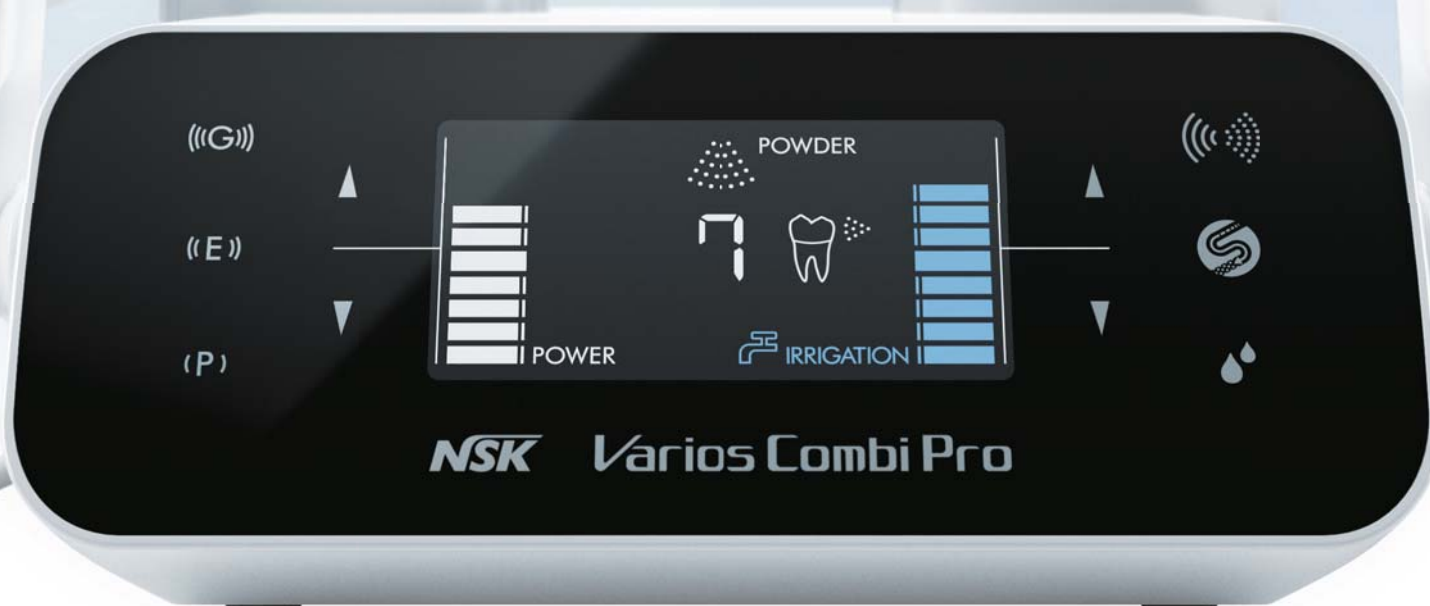 (((G)))
POWDER
((E))
7
(P)
POWER
IRRIGATION
NSK Varios Combi Pro